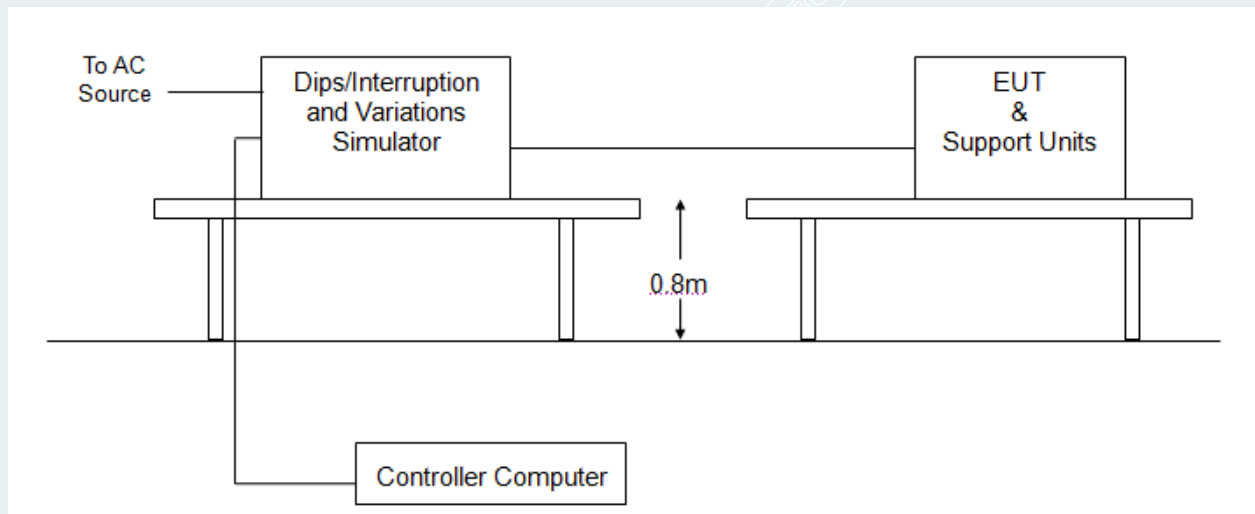 To AC
Source
Dips/Interruption
and Variations
Simulator
EUT
&
Support Units
0.8m
Controller Computer